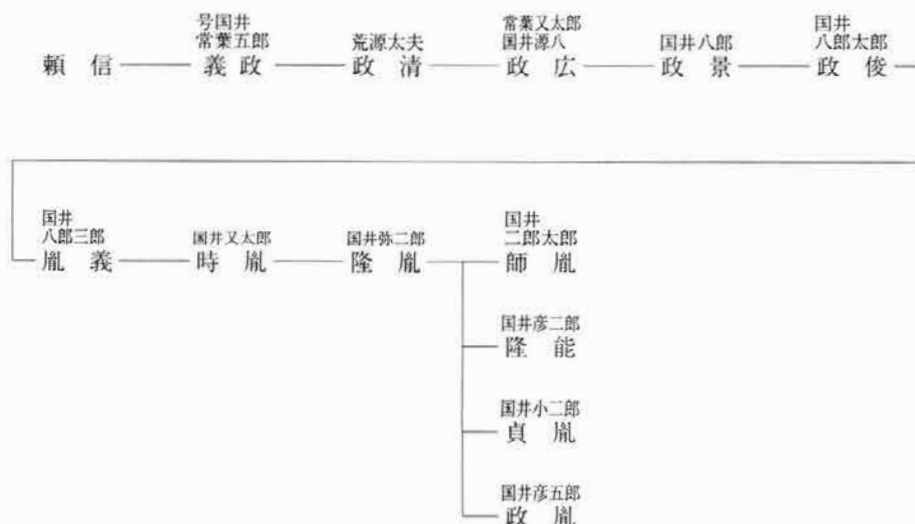 頼信
号国井
常葉五郎
義政
荒源太夫
政清
常葉又太郎
国井源八
政広
国井八郎
政景
国井
八郎太郎
政俊
国井
八郎三郎
胤義
国井又太郎
時胤
国井弥二郎
隆胤
国井
二郎太郎
師胤
国井彦二郎
隆能
国井小二郎
貞胤
国井彦五郎
政胤